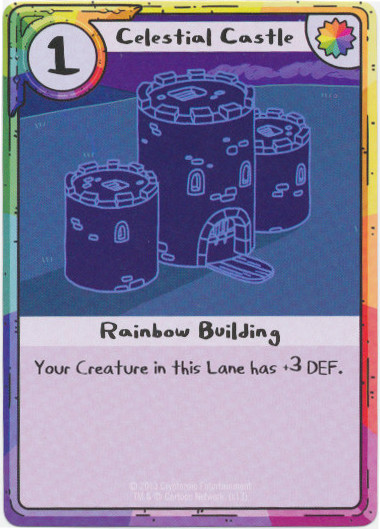 1
Celestial Castle
Rainbow Building
Your Creature in this Lane has +3 DEF.
TM & © Cartoon Network